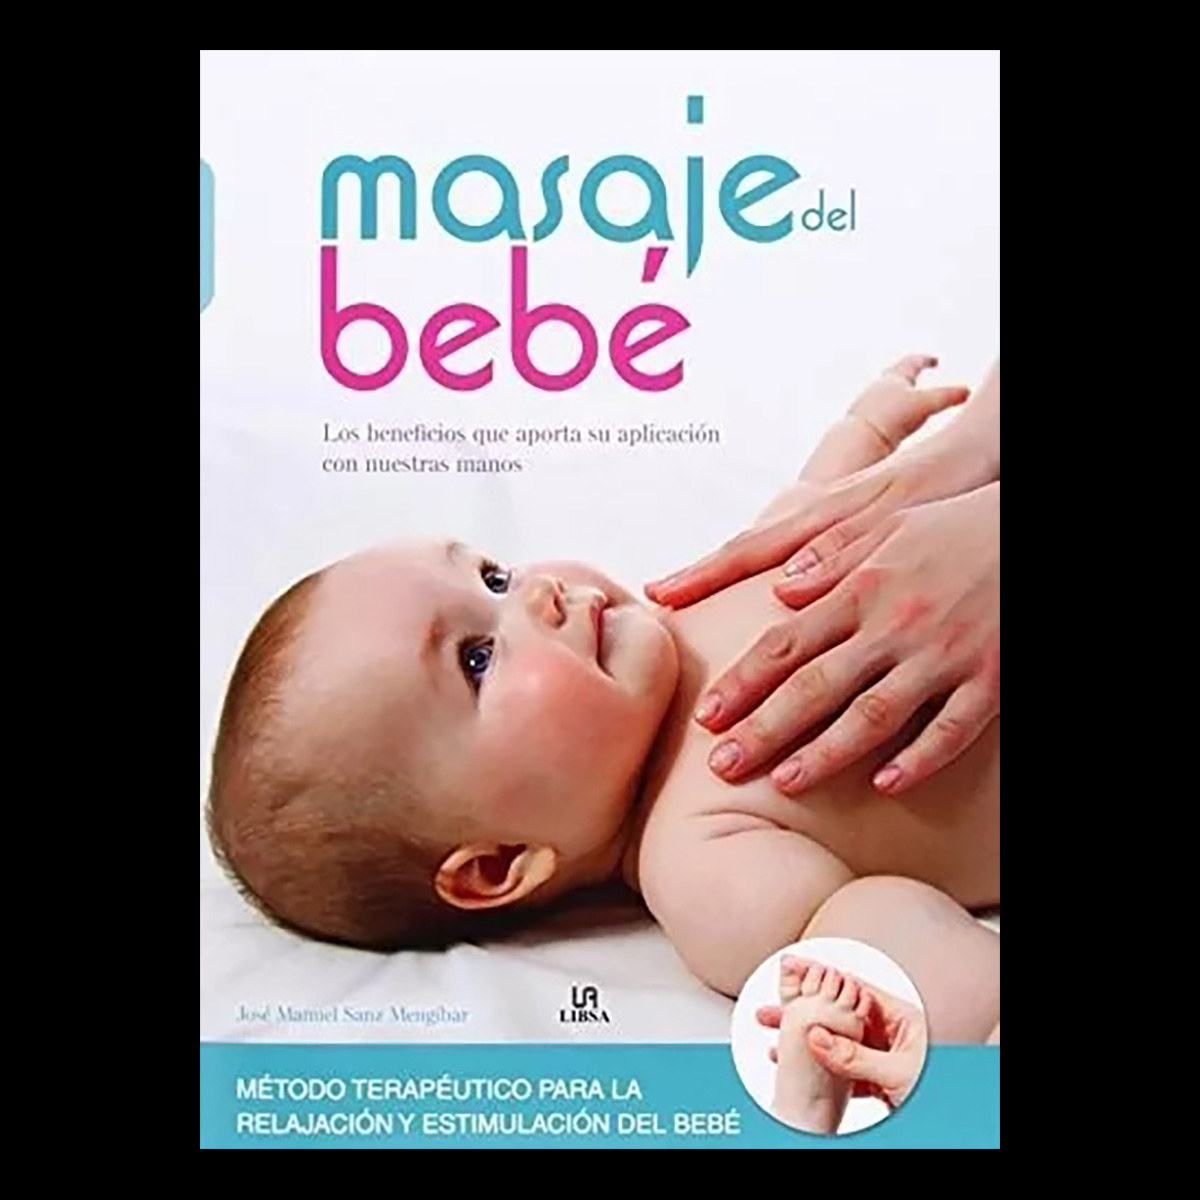 masaje del
bebé
Los beneficios que aporta su aplicación
con nuestras manos
José Manuel Sanz Mengíbar
LIBSA
MÉTODO TERAPÉUTICO PARA LA
RELAJACIÓN Y ESTIMULACIÓN DEL BEBÉ